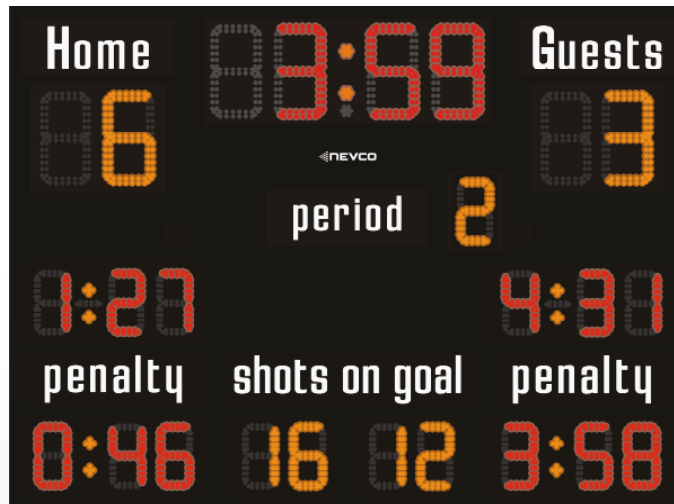 Home 3:59 Guests
6 3
NEVCO
period 2
1:27 4:31
penalty shots on goal penalty
0:46 16 12 3:58